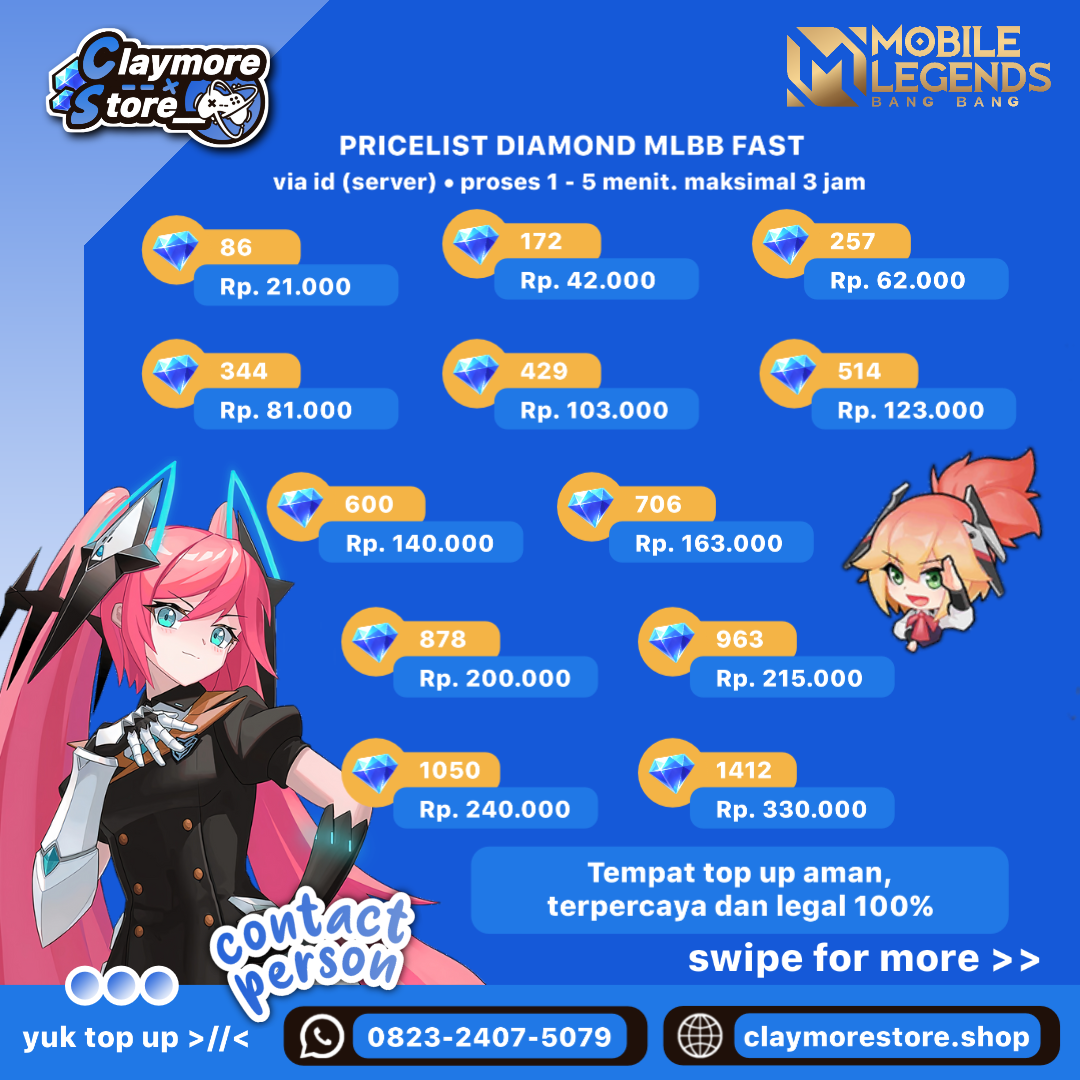 Claymore
Store_
MOBILE
LEGENDS
BANG BANG
PRICELIST DIAMOND MLBB FAST
via id (server) • proses 1 - 5 menit. maksimal 3 jam
86
Rp. 21.000
172
Rp. 42.000
257
Rp. 62.000
344
Rp. 81.000
429
Rp. 103.000
514
Rp. 123.000
600
Rp. 140.000
706
Rp. 163.000
878
Rp. 200.000
963
Rp. 215.000
1050
Rp. 240.000
1412
Rp. 330.000
Tempat top up aman,
terpercaya dan legal 100%
swipe for more >>
contact
person
yuk top up >//<
0823-2407-5079
claymorestore.shop